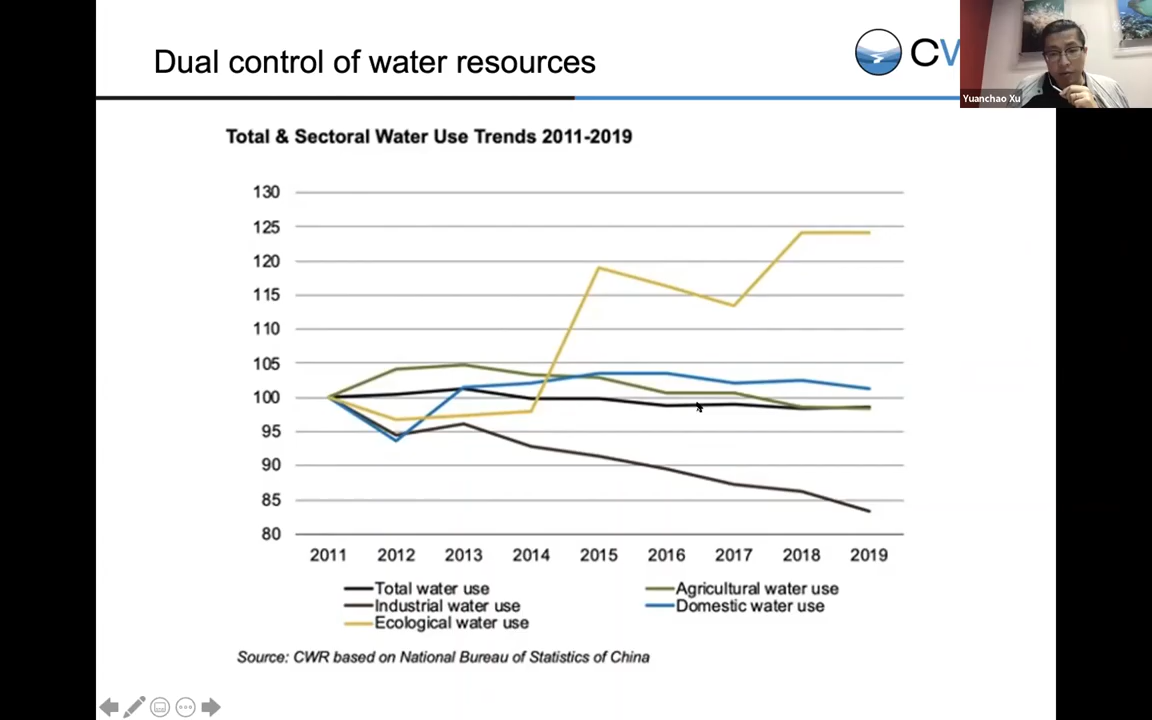 Dual control of water resources
CW
Yuanchao Xu
Total & Sectoral Water Use Trends 2011-2019
130
125
120
115
110
105
100
95
90
85
80
2011 2012 2013 2014 2015 2016 2017 2018 2019
Total water use Agricultural water use
Industrial water use Domestic water use
Ecological water use
Source: CWR based on National Bureau of Statistics of China